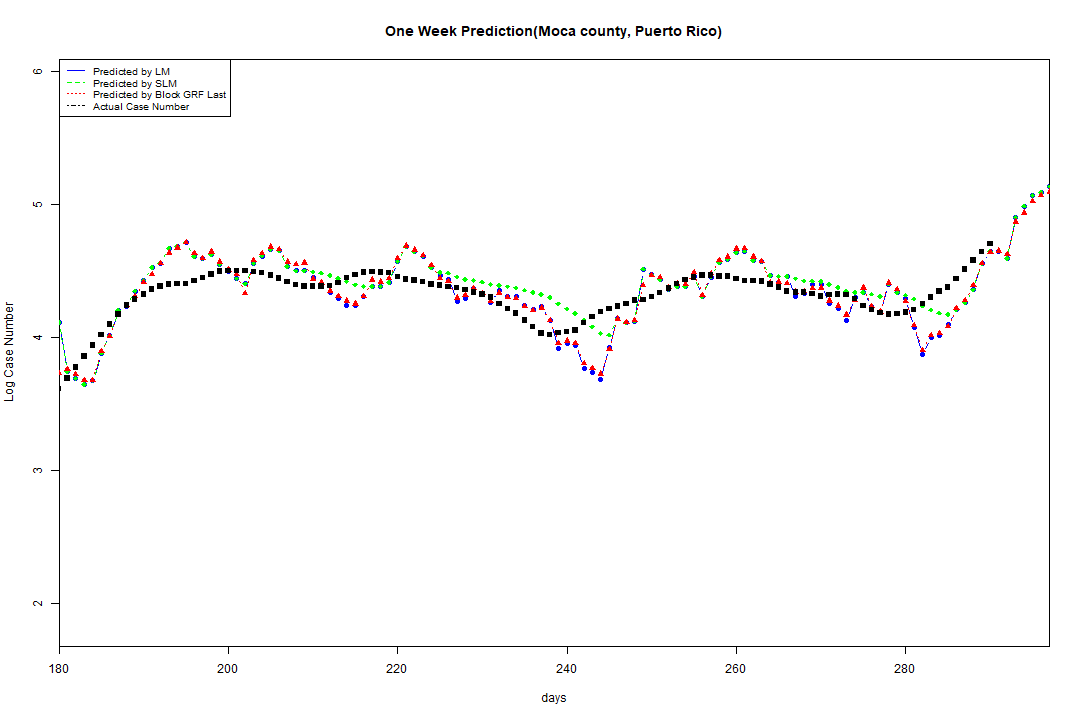 One Week Prediction(Moca county, Puerto Rico)
Predicted by LM
Predicted by SLM
Predicted by Block GRF Last
Actual Case Number
Log Case Number
6
5
4
3
2
180 200 220 240 260 280
days